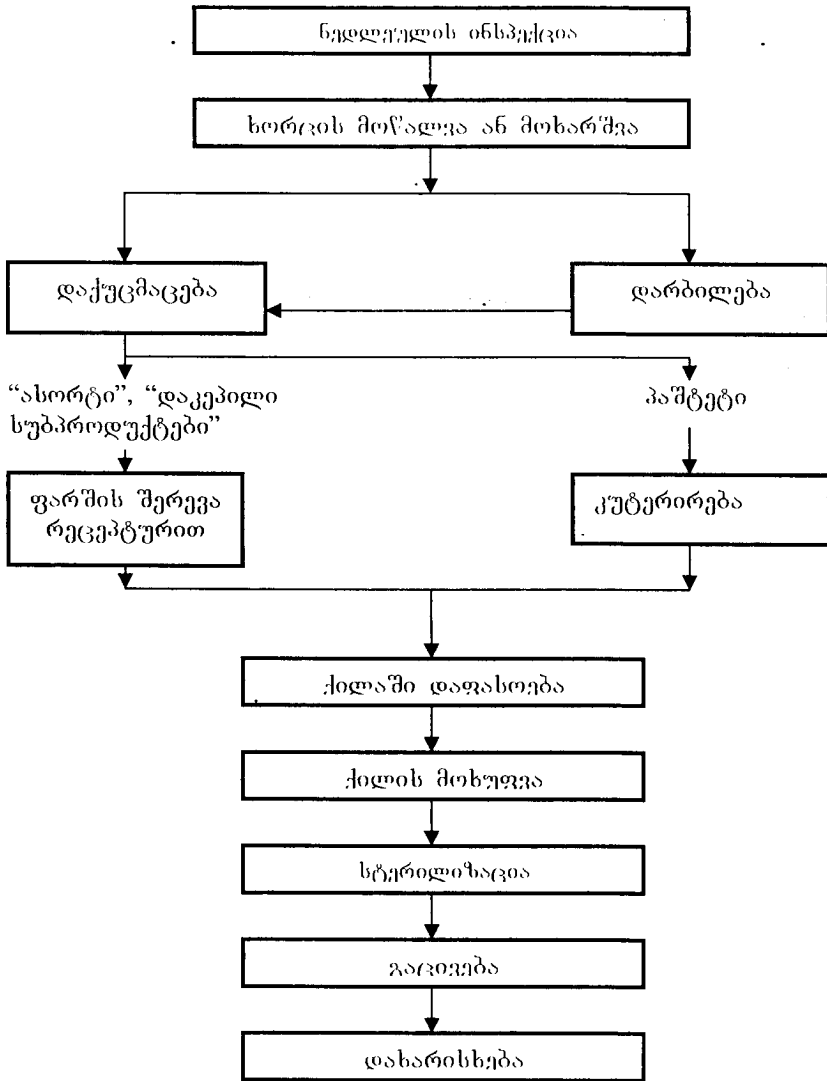 ნედლეულის ინსპექცია
ხორცის მოწალვა ან მოხარშვა
დაქუცმაცება
დარბილება
“ასორტი”, “დაკეპილი
სუბპროდუქტები”
პაშტეტი
ფარშის შერევა
რეცეპტურით
კუტერირება
ქილაში დაფასოება
ქილის მოხუფვა
სტერილიზაცია
გაცივება
დახარისხება